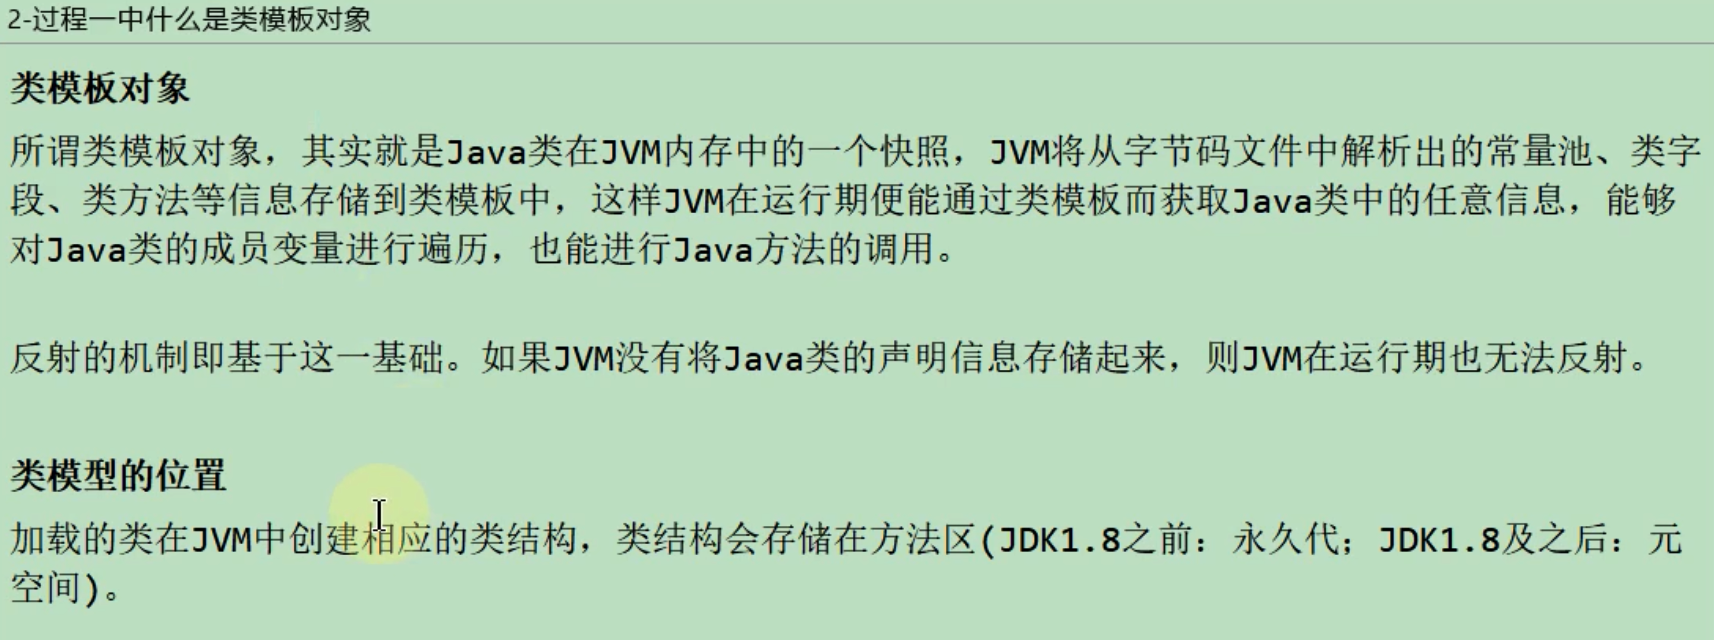 2-过程一中什么是类模板对象
类模板对象
所谓类模板对象，其实就是Java类在JVM内存中的一个快照，JVM将从字节码文件中解析出的常量池、类字
段、类方法等信息存储到类模板中，这样JVM在运行期便能通过类模板而获取Java类中的任意信息，能够
对Java类的成员变量进行遍历，也能进行Java方法的调用。
反射的机制即基于这一基础。如果JVM没有将Java类的声明信息存储起来，则JVM在运行期也无法反射。
类模型的位置
加载的类在JVM中创建相应的类结构，类结构会存储在方法区(JDK1.8之前：永久代；JDK1.8及之后：元
空间)。